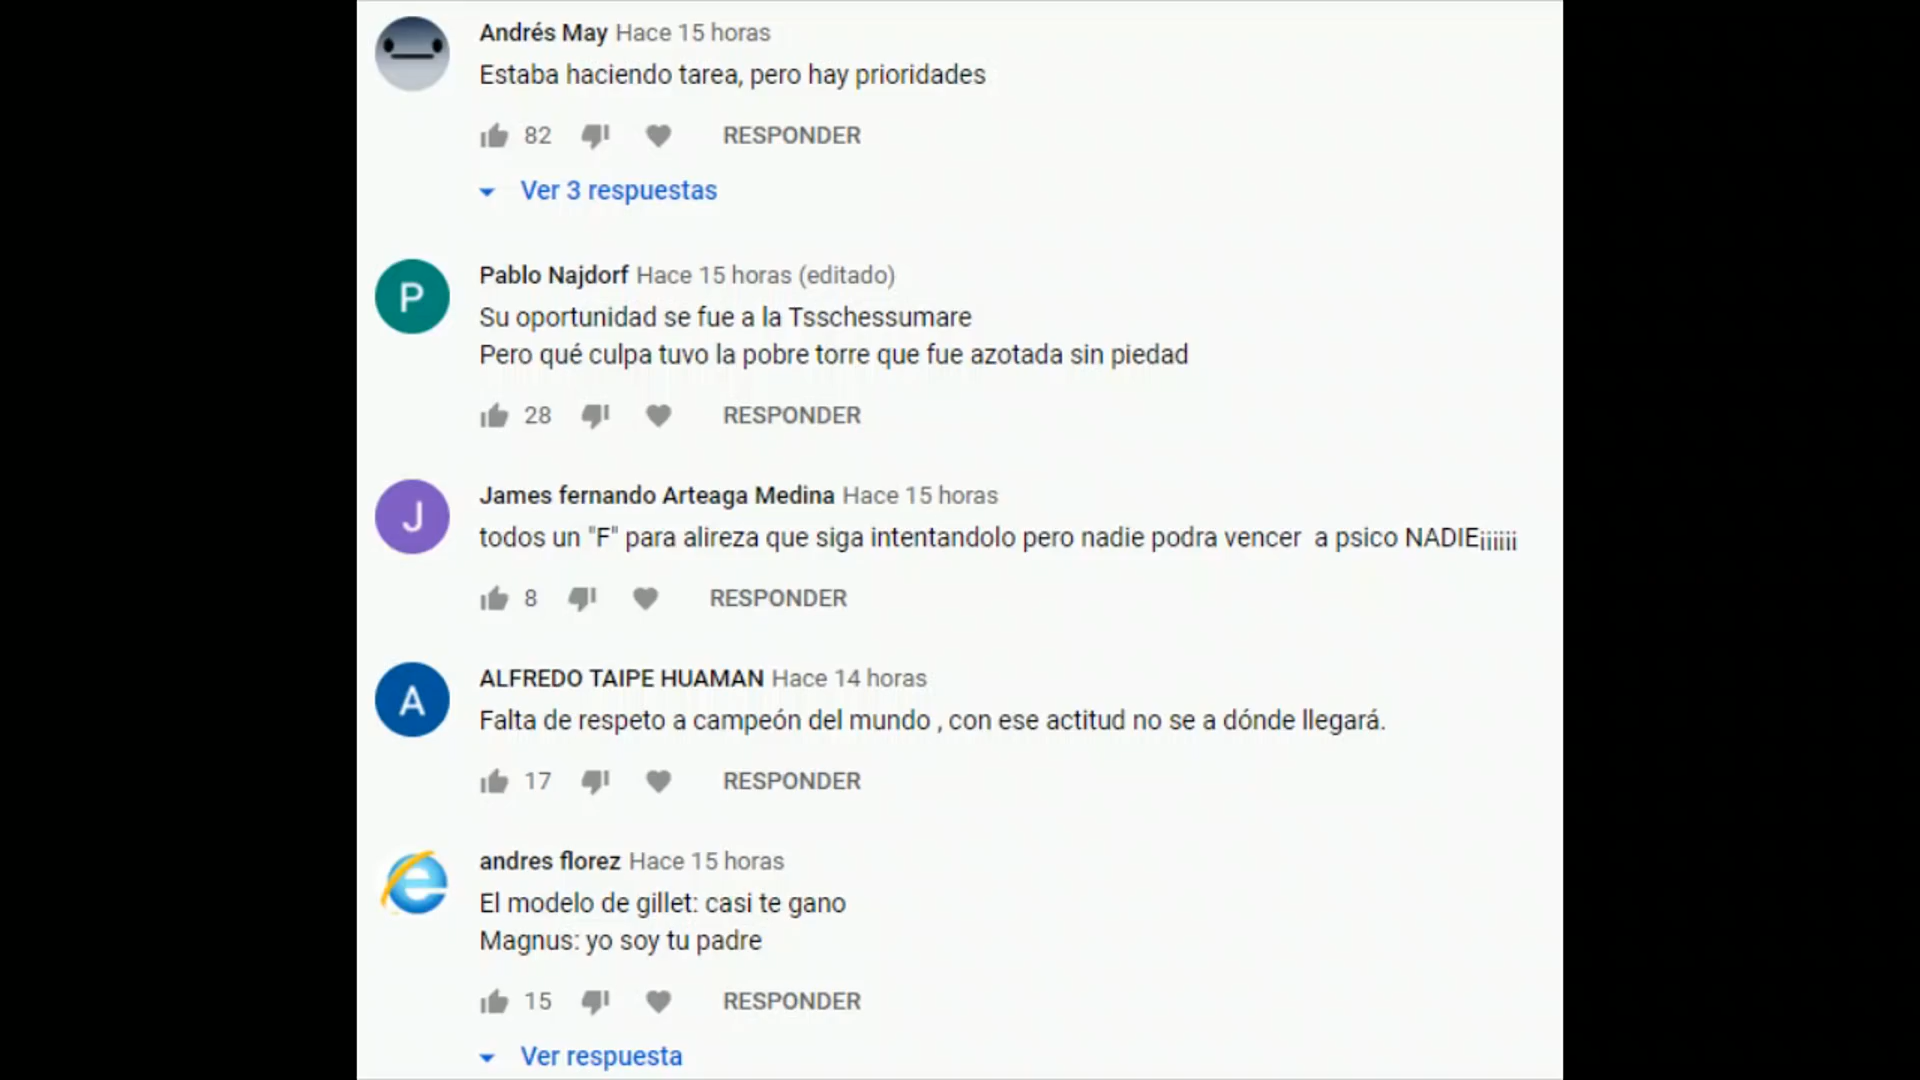 Andrés May Hace 15 horas
Estaba haciendo tarea, pero hay prioridades
82 RESPONDER
Ver 3 respuestas
P
Pablo Najdorf Hace 15 horas (editado)
Su oportunidad se fue a la Tsschessumare
Pero qué culpa tuvo la pobre torre que fue azotada sin piedad
28 RESPONDER
J
James fernando Arteaga Medina Hace 15 horas
todos un "F" para alireza que siga intentandolo pero nadie podra vencer  a psico NADIE¡¡¡¡¡¡
8 RESPONDER
A
ALFREDO TAIPE HUAMAN Hace 14 horas
Falta de respeto a campeón del mundo , con ese actitud no se a dónde llegará.
17 RESPONDER
andres florez Hace 15 horas
El modelo de gillet: casi te gano
Magnus: yo soy tu padre
15 RESPONDER
Ver respuesta